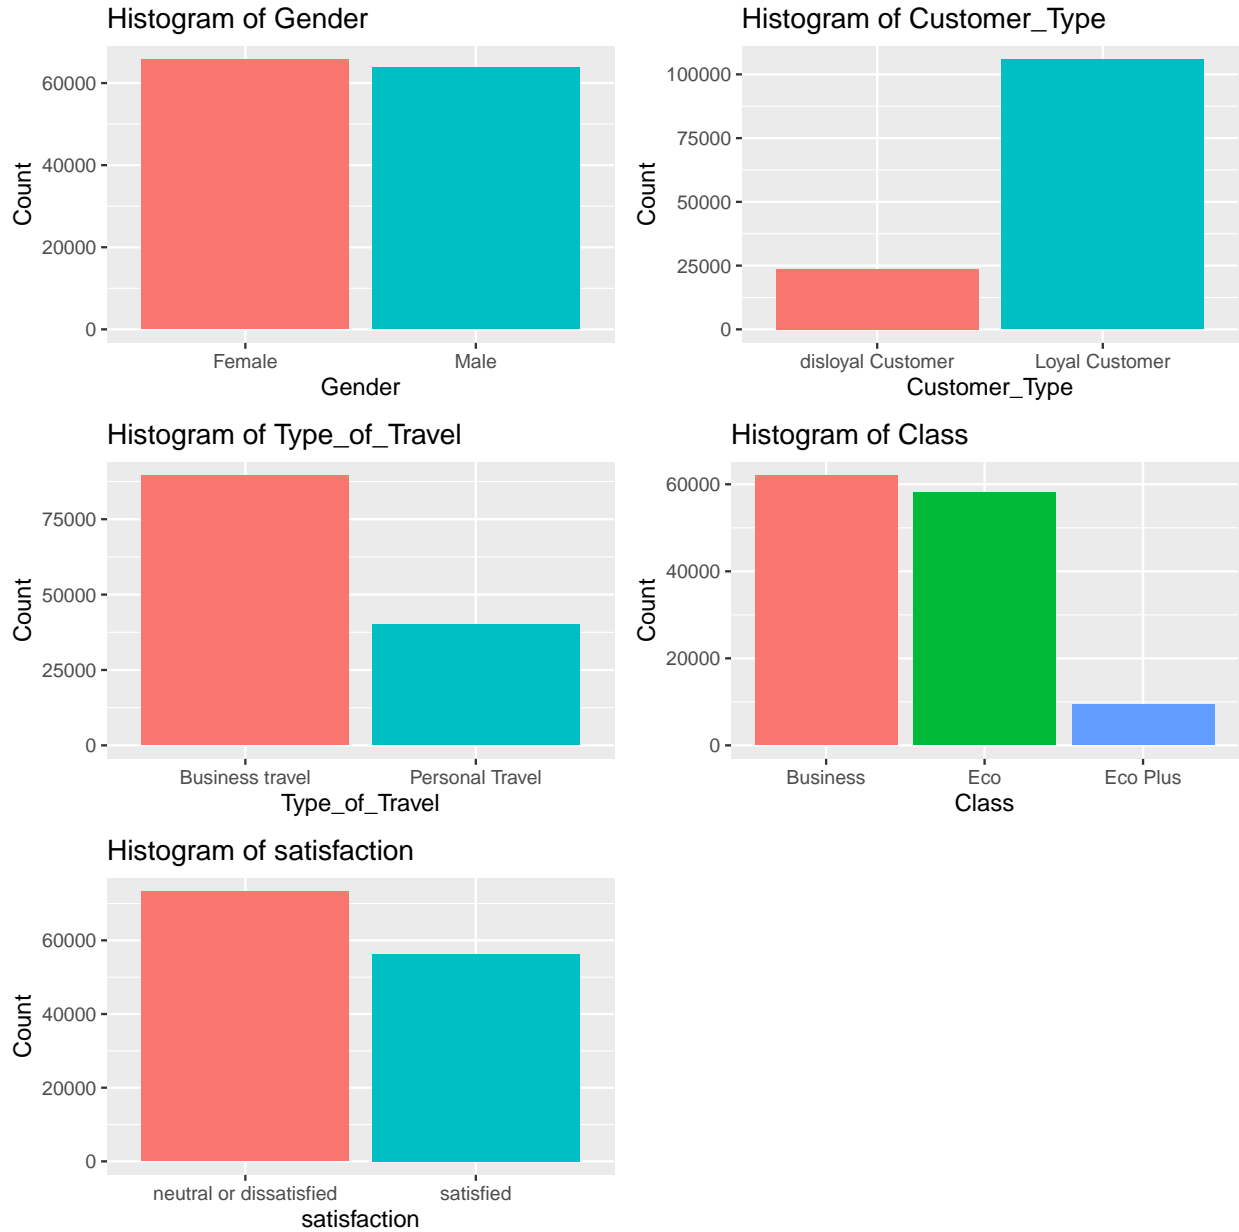 Histogram of Gender
Count
60000
40000
20000
0
Female
Male
Gender
Histogram of Customer_Type
Count
100000
75000
50000
25000
0
disloyal Customer
Loyal Customer
Customer_Type
Histogram of Type_of_Travel
Count
75000
50000
25000
0
Business travel
Personal Travel
Type_of_Travel
Histogram of Class
Count
60000
40000
20000
0
Business
Eco
Eco Plus
Class
Histogram of satisfaction
Count
60000
40000
20000
0
neutral or dissatisfied
satisfied
satisfaction